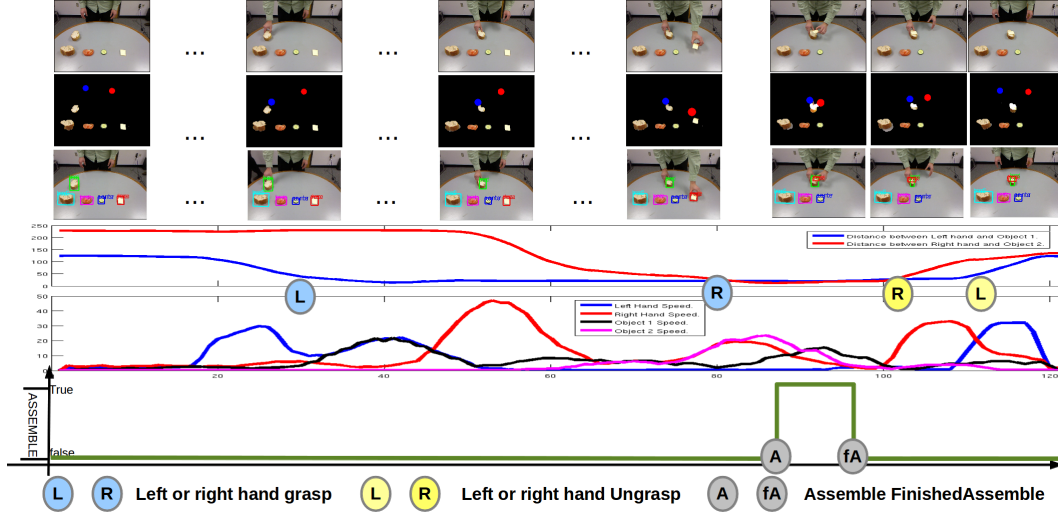 ... ... ...
... ... ...
... ... ...
250
200
150
100
50
0
Distance between Left hand and Object 1.
Distance between Right hand and Object 2.
L
R
R
L
50
40
30
20
10
0
Left Hand Speed.
Right Hand Speed.
Object 1 Speed.
Object 2 Speed.
20 40 60 80 100 120
ASSEMBLE
True
false
A fA
L R Left or right hand grasp L R Left or right hand Ungrasp A fA Assemble FinishedAssemble